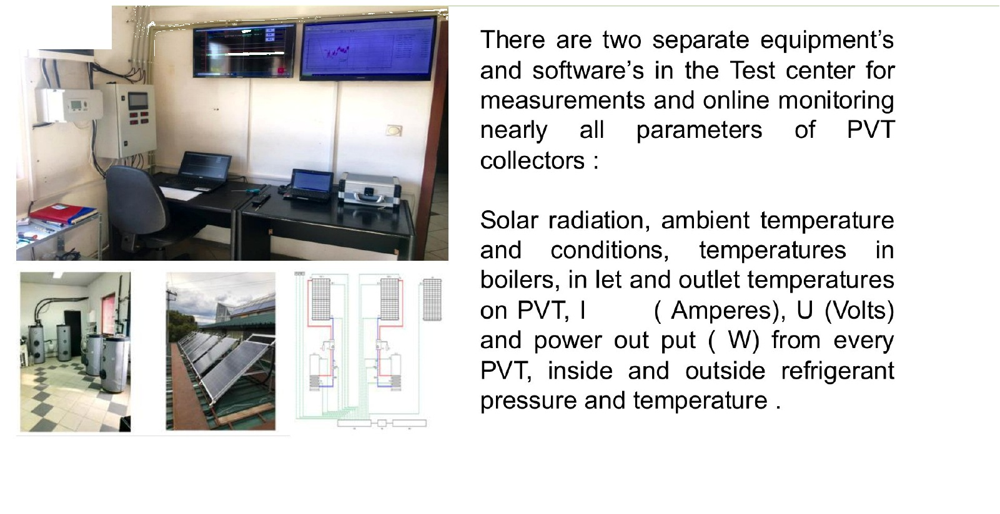 There are two separate equipment’s
and software’s in the Test center for
measurements and online monitoring
nearly all parameters of PVT
collectors :
Solar radiation, ambient temperature
and conditions, temperatures in
boilers, in let and outlet temperatures
on PVT, I ( Amperes), U (Volts)
and power out put ( W) from every
PVT, inside and outside refrigerant
pressure and temperature .